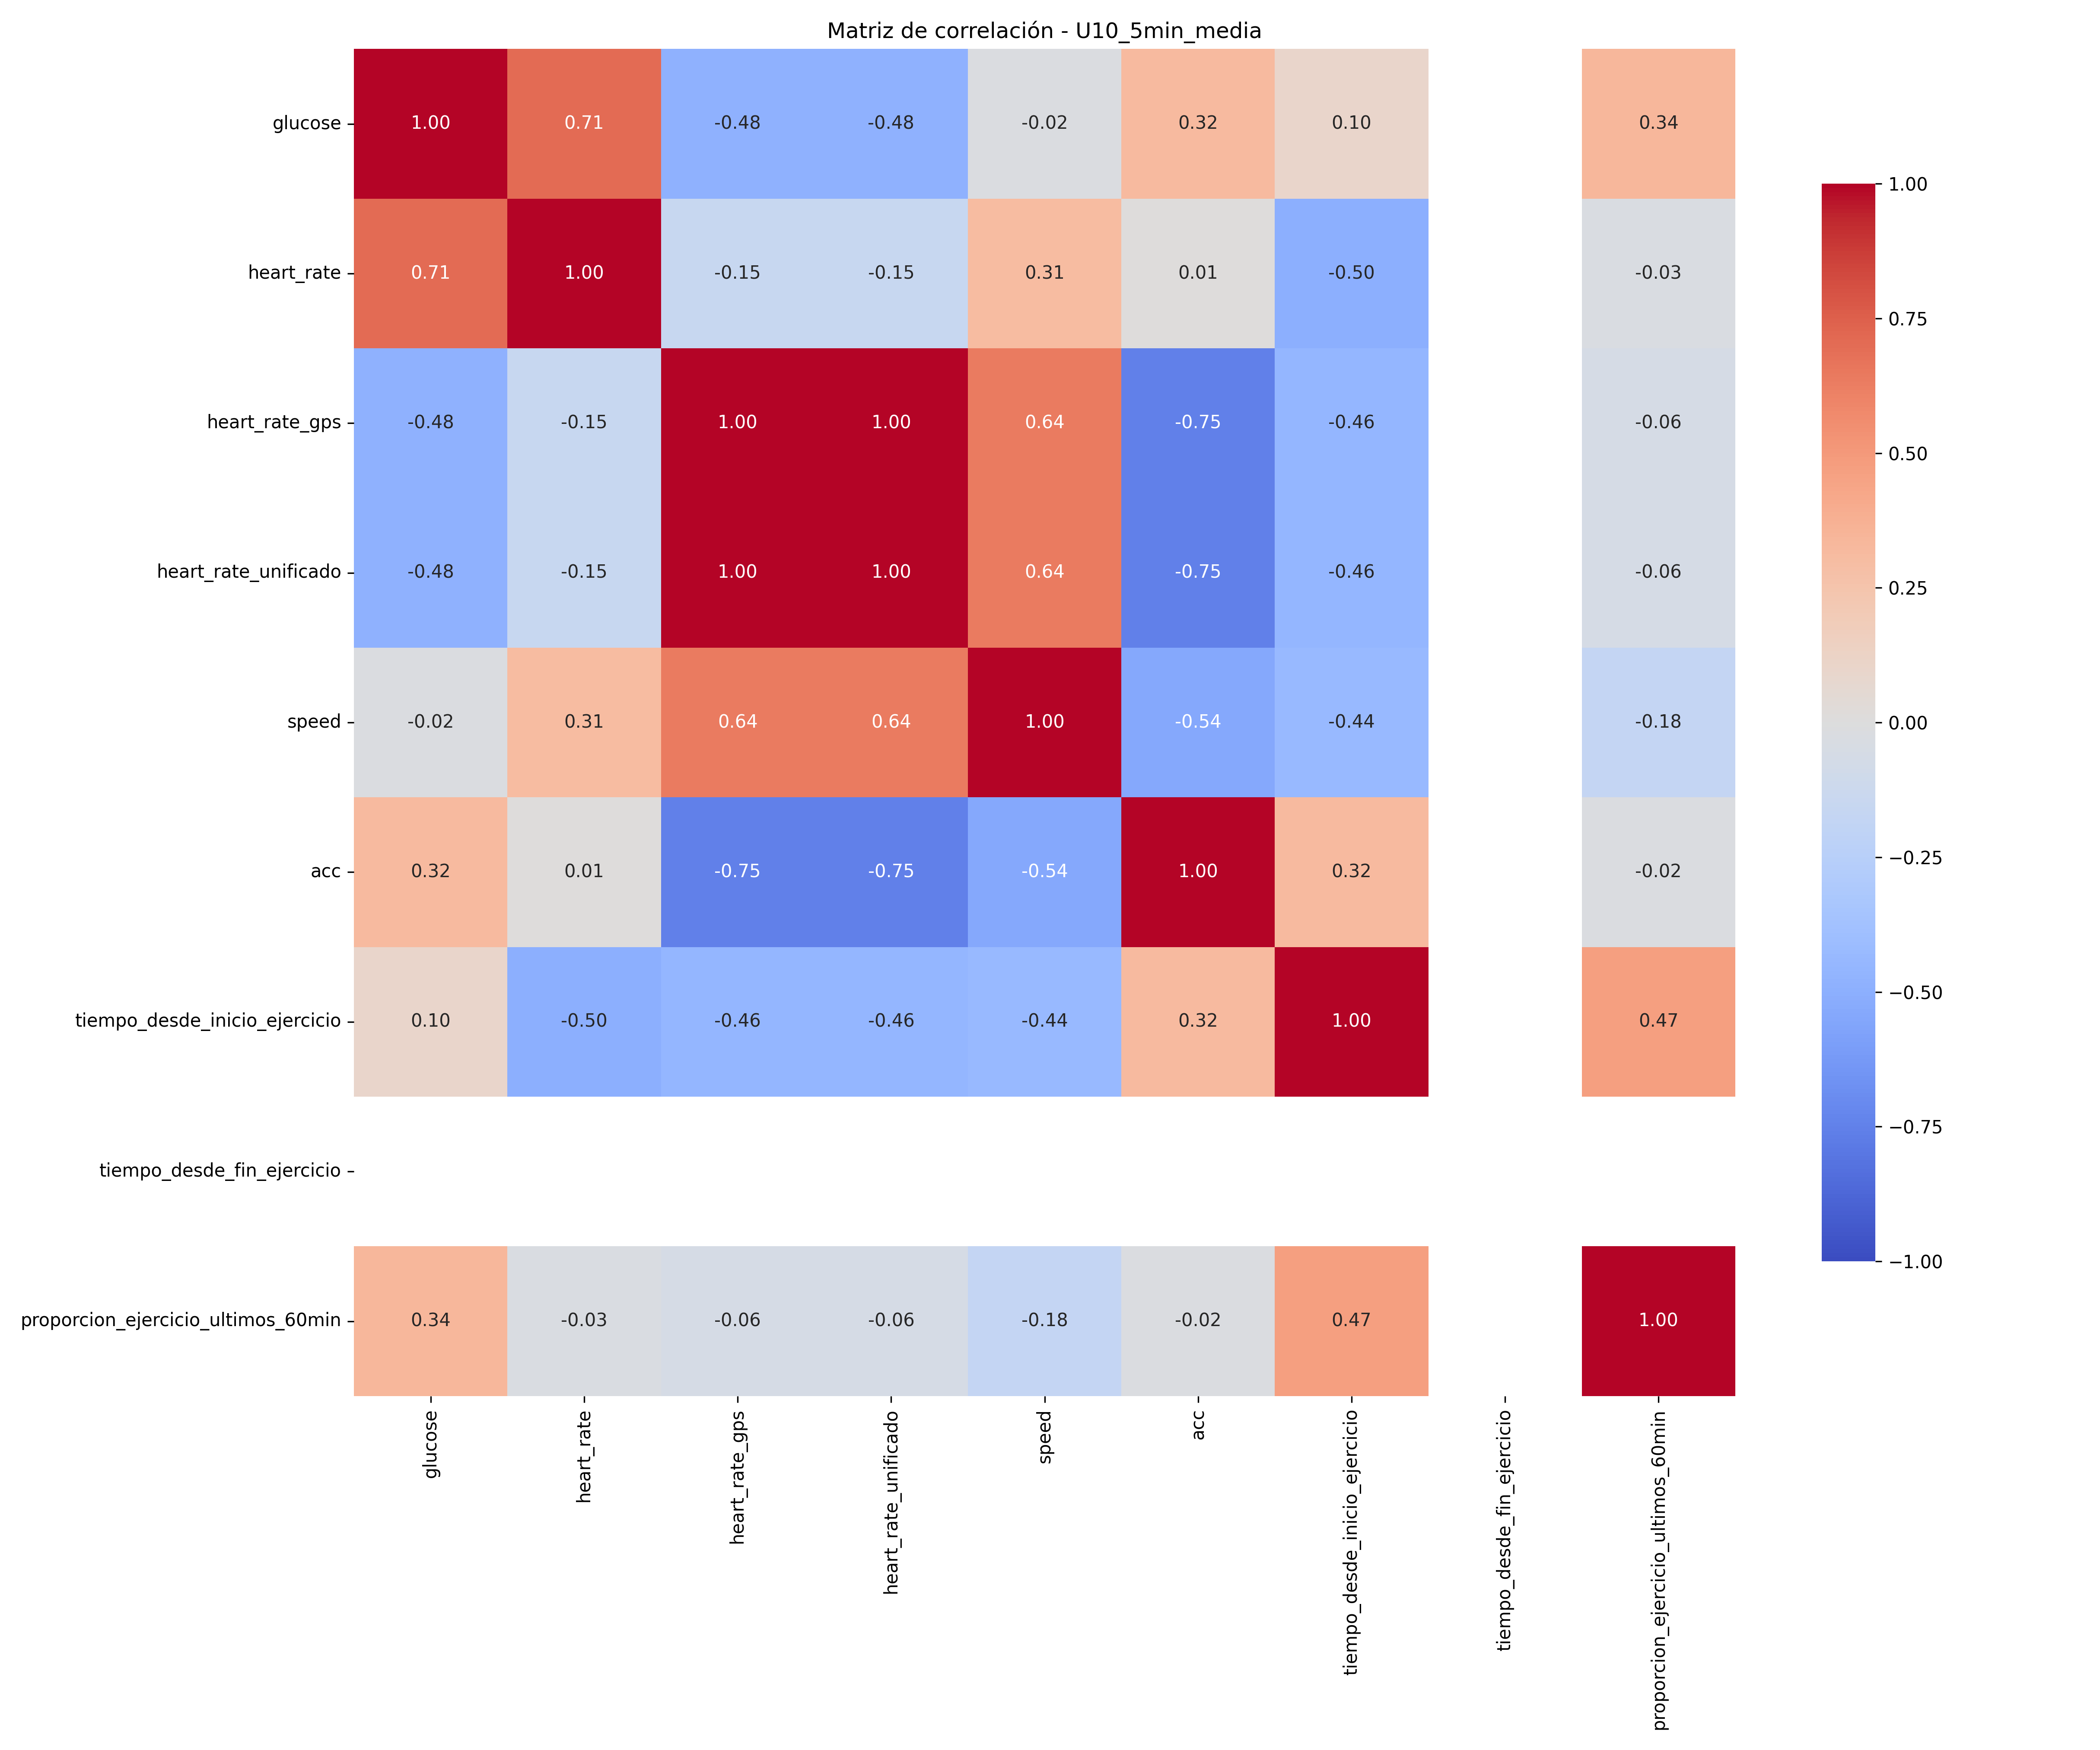 Matriz de correlación - U10_5min_media
glucose 1.00 0.71 -0.48 -0.48 -0.02 0.32 0.10 0.34
heart_rate 0.71 1.00 -0.15 -0.15 0.31 0.01 -0.50 -0.03
heart_rate_gps -0.48 -0.15 1.00 1.00 0.64 -0.75 -0.46 -0.06
heart_rate_unificado -0.48 -0.15 1.00 1.00 0.64 -0.75 -0.46 -0.06
speed -0.02 0.31 0.64 0.64 1.00 -0.54 -0.44 -0.18
acc 0.32 0.01 -0.75 -0.75 -0.54 1.00 0.32 -0.02
tiempo_desde_inicio_ejercicio 0.10 -0.50 -0.46 -0.46 -0.44 0.32 1.00 0.47
tiempo_desde_fin_ejercicio
proporcion_ejercicio_ultimos_60min 0.34 -0.03 -0.06 -0.06 -0.18 -0.02 0.47 1.00
glucose
heart_rate
heart_rate_gps
heart_rate_unificado
speed
acc
tiempo_desde_inicio_ejercicio
tiempo_desde_fin_ejercicio
proporcion_ejercicio_ultimos_60min
1.00
0.75
0.50
0.25
0.00
−0.25
−0.50
−0.75
−1.00